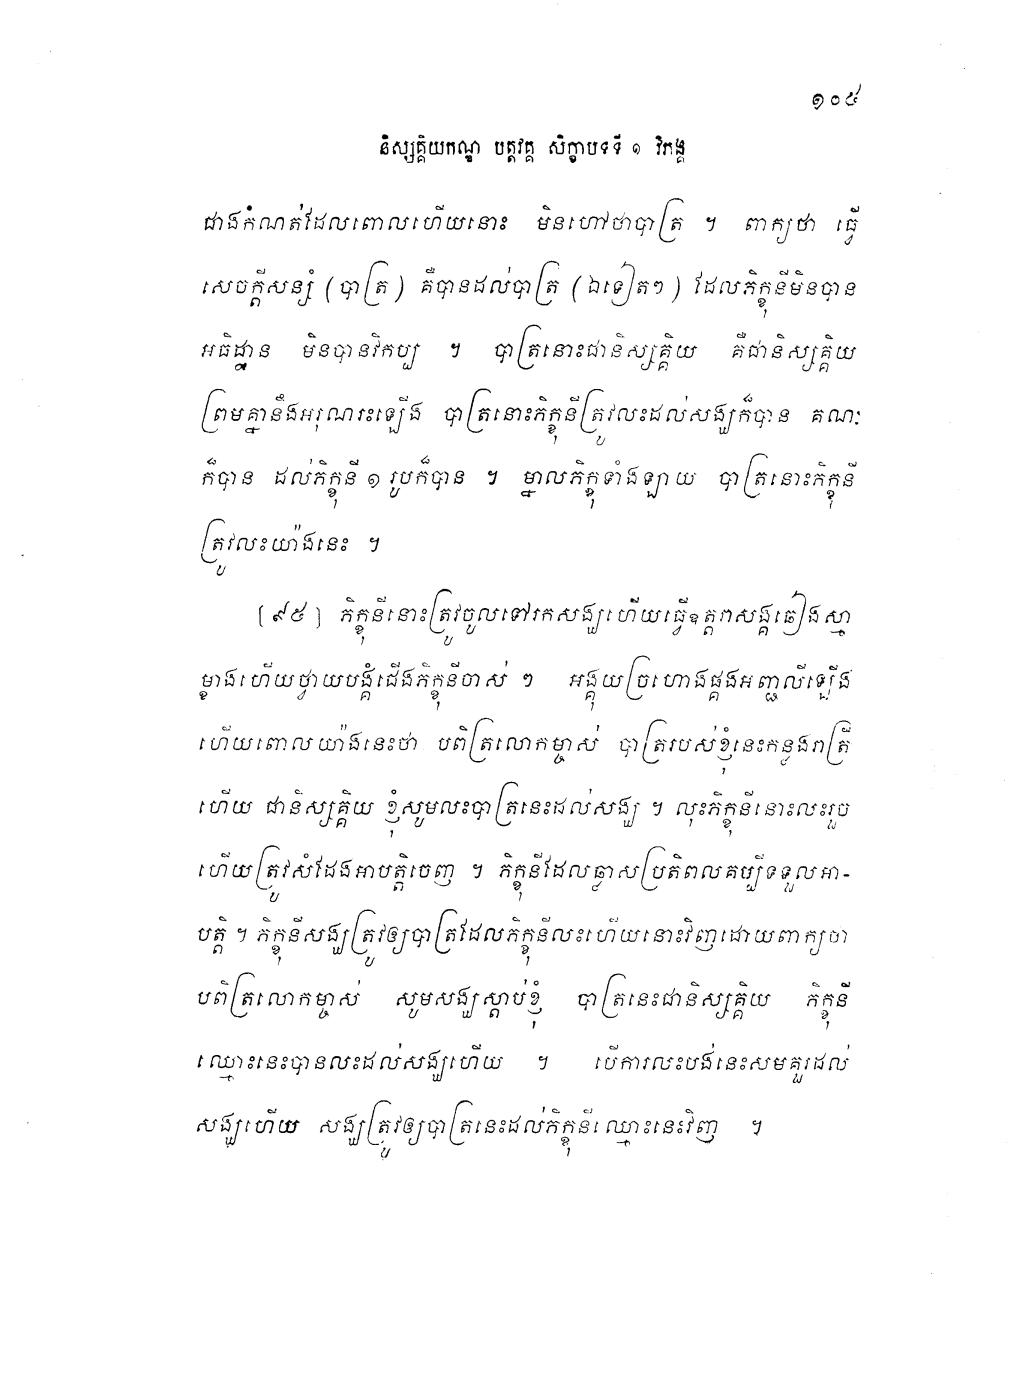 ១០៥
និស្សគ្គិយកណ្ឌ បត្តវគ្គ សិក្ខាបទទី ១ វិភង្គ
ជាងកំណត់ដែលពោលហើយនោះ មិនហៅថាបាត្រ ។ ពាក្យថា ធ្វើ
សេចក្តីសន្សំ (បាត្រ) គឺបានដល់បាត្រ (ឯទៀតៗ) ដែលភិក្ខុនីមិនបាន
អធិដ្ឋាន មិនបានវិកប្ប ។ បាត្រនោះជានិស្សគ្គិយ គឺជានិស្សគ្គិយ
ព្រមគ្នានឹងអរុណរះឡើង បាត្រនោះភិក្ខុនីត្រូវលះដល់សង្ឃក៏បាន គណៈ
ក៏បាន ដល់ភិក្ខុនី ១ រូបក៏បាន ។ ម្នាលភិក្ខុទាំងឡាយ បាត្រនោះភិក្ខុនី
ត្រូវលះយ៉ាងនេះ ។
[៩៥] ភិក្ខុនីនោះត្រូវចូលទៅរកសង្ឃហើយធ្វើឧត្តរាសង្គឆៀងស្មា
ម្ខាងហើយថ្វាយបង្គំជើងភិក្ខុនីចាស់ ៗ អង្គុយច្រហោងផ្គងអញ្ជលីឡើង
ហើយពោលយ៉ាងនេះថា បពិត្រលោកម្ចាស់ បាត្ររបស់ខ្ញុំនេះកន្លងរាត្រី
ហើយ ជានិស្សគ្គិយ ខ្ញុំសូមលះបាត្រនេះដល់សង្ឃ ។ លុះភិក្ខុនីនោះលះរួច
ហើយត្រូវសំដែងអាបត្តិចេញ ។ ភិក្ខុនីដែលឆ្លាសប្រតិពលគប្បីទទួលអា-
បត្តិ ។ ភិក្ខុនីសង្ឃត្រូវឲ្យបាត្រដែលភិក្ខុនីលះហើយនោះវិញដោយពាក្យថា
បពិត្រលោកម្ចាស់ សូមសង្ឃស្តាប់ខ្ញុំ បាត្រនេះជានិស្សគ្គិយ ភិក្ខុនី
ឈ្មោះនេះបានលះដល់សង្ឃហើយ ។ បើការលះបង់នេះសមគួរដល់
សង្ឃហើយ សង្ឃត្រូវឲ្យបាត្រនេះដល់ភិក្ខុនីឈ្មោះនេះវិញ ។